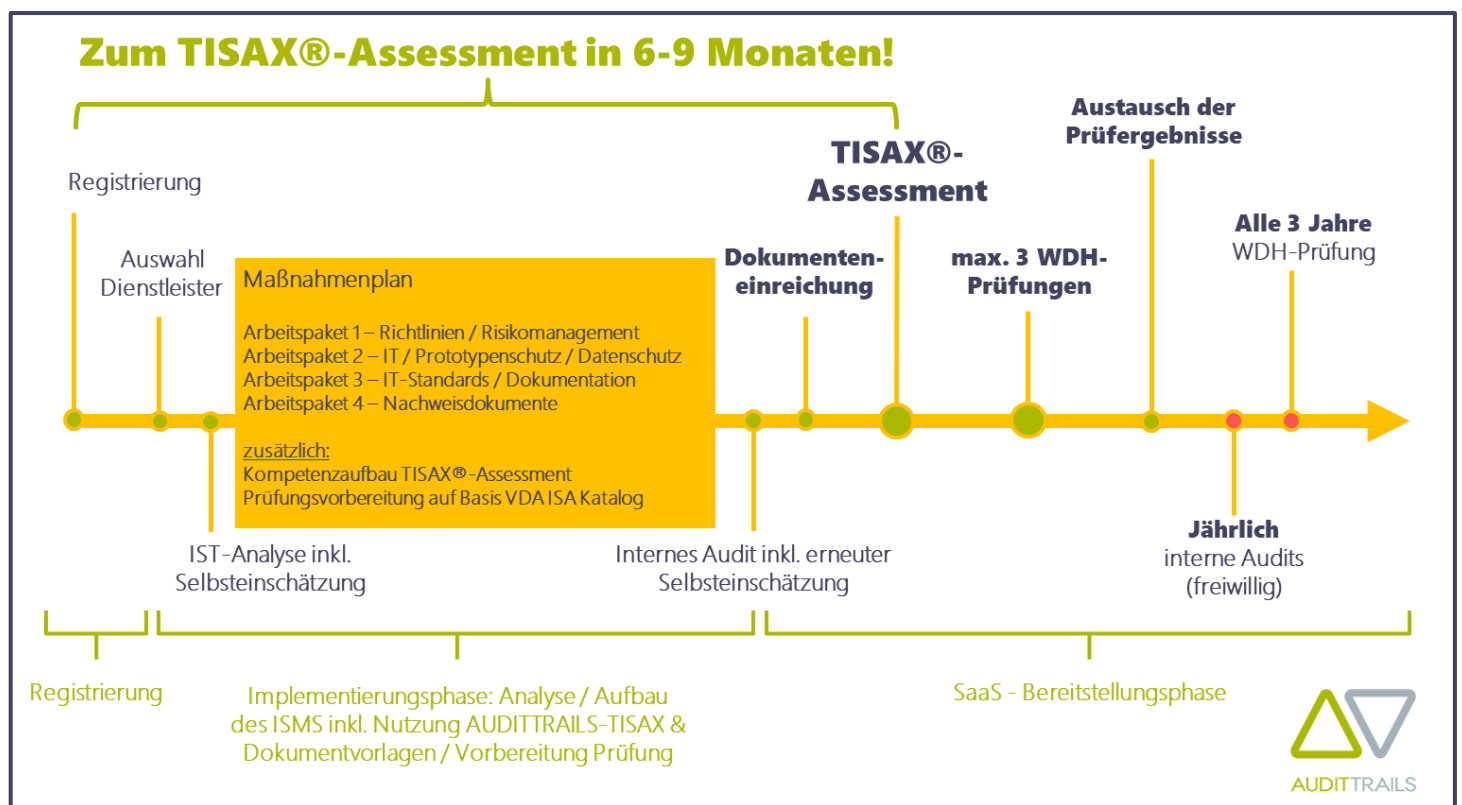 Zum TISAX®-Assessment in 6-9 Monaten!
Registrierung
Auswahl
Dienstleister
IST-Analyse inkl.
Selbsteinschätzung
Maßnahmenplan
Arbeitspaket 1 – Richtlinien / Risikomanagement
Arbeitspaket 2 – IT / Prototypenschutz / Datenschutz
Arbeitspaket 3 – IT-Standards / Dokumentation
Arbeitspaket 4 – Nachweisdokumente
zusätzlich:
Kompetenzaufbau TISAX®-Assessment
Prüfungsvorbereitung auf Basis VDA ISA Katalog
Internes Audit inkl. erneuter
Selbsteinschätzung
Dokumenten-
einreichung
TISAX®-
Assessment
max. 3 WDH-
Prüfungen
Austausch der
Prüfergebnisse
Jährlich
interne Audits
(freiwillig)
Alle 3 Jahre
WDH-Prüfung
Registrierung
Implementierungsphase: Analyse / Aufbau
des ISMS inkl. Nutzung AUDITTRAILS-TISAX &
Dokumentvorlagen / Vorbereitung Prüfung
SaaS - Bereitstellungsphase
AUDITTRAILS